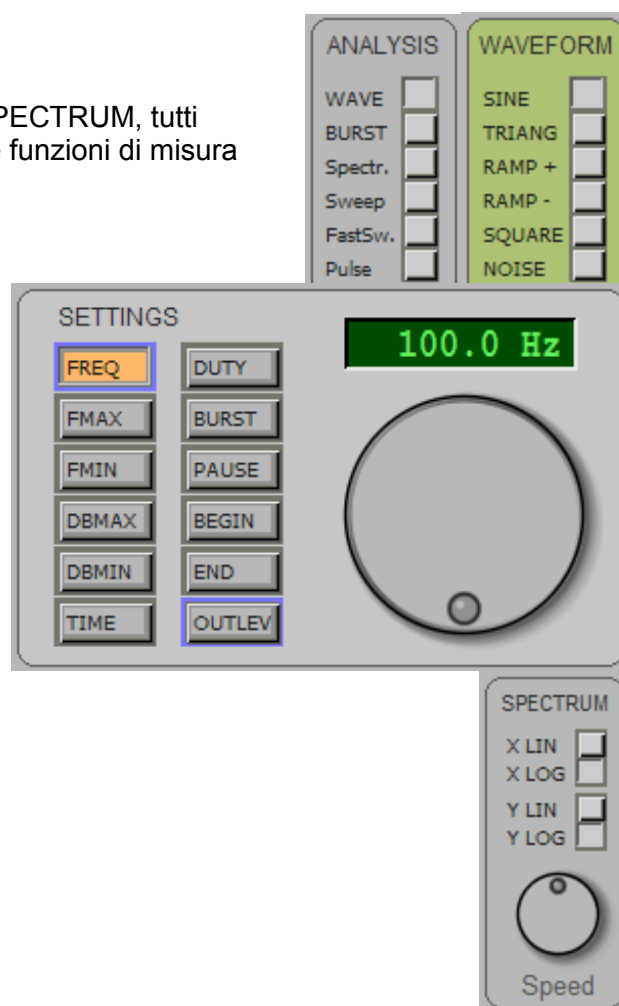 ANALYSIS
WAVE
BURST
Spectr.
Sweep
FastSw.
Pulse
WAVEFORM
SINE
TRIANG
RAMP +
RAMP -
SQUARE
NOISE
PECTRUM, tutti
e funzioni di misura
SETTINGS
FREQ
FMAX
FMIN
DBMAX
DBMIN
TIME
DUTY
BURST
PAUSE
BEGIN
END
OUTLEV
100.0 Hz
SPECTRUM
X LIN
X LOG
Y LIN
Y LOG
Speed